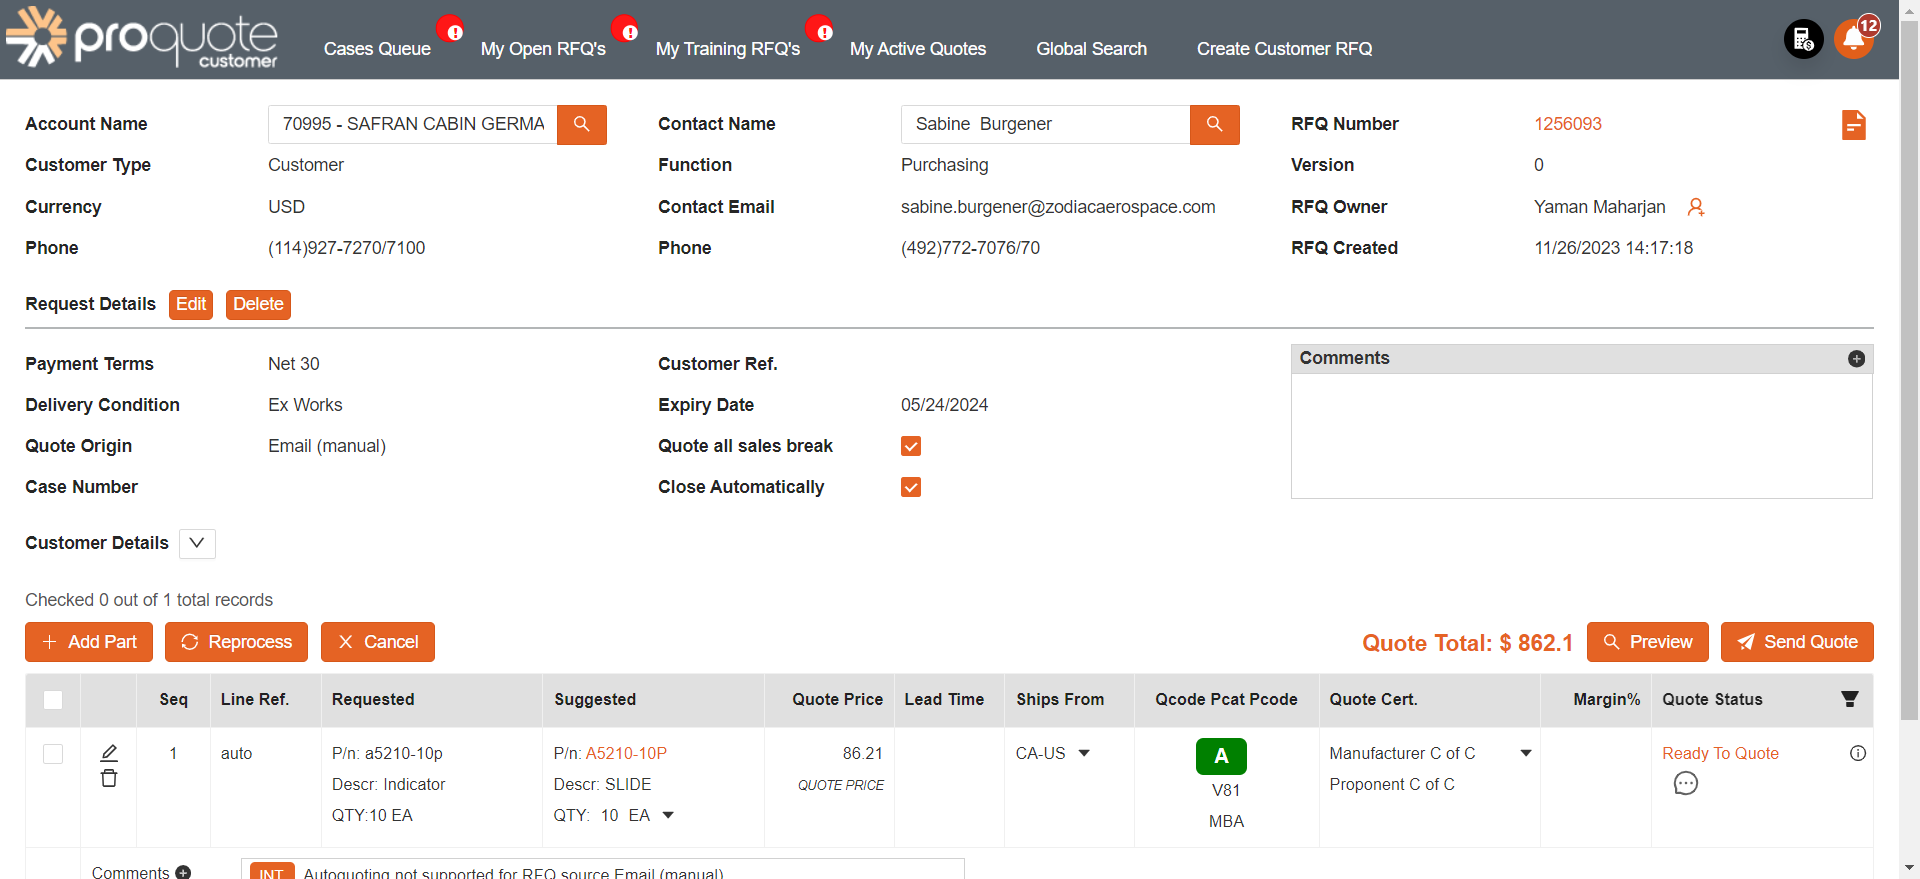 proquote
customer
Cases Queue
My Open RFQ's
My Training RFQ's
My Active Quotes
Global Search
Create Customer RFQ
12
Account Name
70995 - SAFRAN CABIN GERMA
Contact Name
Sabine  Burgener
RFQ Number
1256093
Customer Type
Customer
Function
Purchasing
Version
0
Currency
USD
Contact Email
sabine.burgener@zodiacaerospace.com
RFQ Owner
Yaman Maharjan
Phone
(114)927-7270/7100
Phone
(492)772-7076/70
RFQ Created
11/26/2023 14:17:18
Request Details
Edit
Delete
Payment Terms
Net 30
Customer Ref.
Comments
Delivery Condition
Ex Works
Expiry Date
05/24/2024
Quote Origin
Email (manual)
Quote all sales break
Case Number
Close Automatically
Customer Details
Checked 0 out of 1 total records
Add Part
Reprocess
Cancel
Quote Total: $ 862.1
Preview
Send Quote
Seq
Line Ref.
Requested
Suggested
Quote Price
Lead Time
Ships From
Qcode Pcat Pcode
Quote Cert.
Margin%
Quote Status
1
auto
P/n: a5210-10p
Descr: Indicator
QTY:10 EA
P/n: A5210-10P
Descr: SLIDE
QTY: 10 EA
86.21
QUOTE PRICE
CA-US
A
V81
MBA
Manufacturer C of C
Proponent C of C
Ready To Quote
Comments
INT
Autoquoting not supported for RFQ source Email (manual)